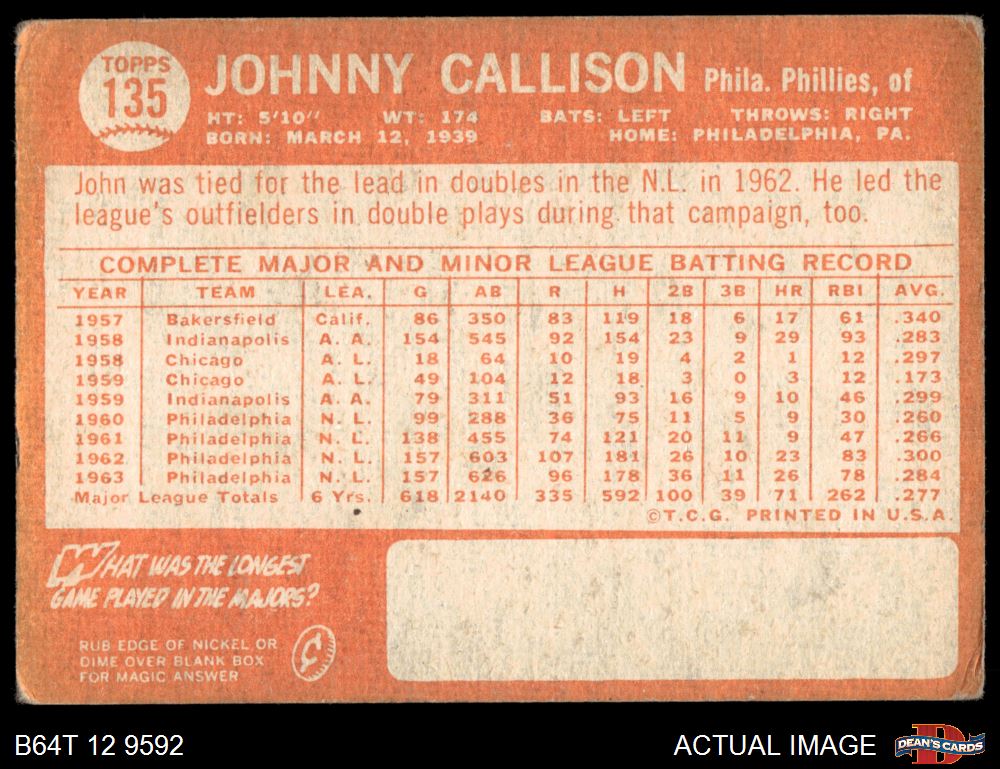 TOPPS
135
JOHNNY CALLISON Phila. Phillies, of
HT: 5'10" WT: 174 BATS: LEFT THROWS: RIGHT
BORN: MARCH 12, 1939 HOME: PHILADELPHIA, PA.
John was tied for the lead in doubles in the N.L. in 1962. He led the
league's outfielders in double plays during that campaign, too.
COMPLETE MAJOR AND MINOR LEAGUE BATTING RECORD
YEAR TEAM LEA. G AB R H 2B 3B HR RBI AVG.
1957 Bakersfield Calif. 86 350 83 119 18 6 17 61 .340
1958 Indianapolis A. A. 154 545 92 154 23 9 29 93 .283
1958 Chicago A. L. 18 64 10 19 4 2 1 12 .297
1959 Chicago A. L. 49 104 12 18 3 0 3 12 .173
1959 Indianapolis A. A. 79 311 51 93 16 9 10 46 .299
1960 Philadelphia N. L. 99 288 36 75 11 5 9 30 .260
1961 Philadelphia N. L. 138 455 74 121 20 11 9 47 .266
1962 Philadelphia N. L. 157 603 107 181 26 10 23 83 .300
1963 Philadelphia N. L. 157 626 96 178 36 11 26 78 .284
Major League Totals 6 Yrs. 618 2140 335 592 100 39 71 262 .277
©T.C.G. PRINTED IN U.S.A.
WHAT WAS THE LONGEST
GAME PLAYED IN THE MAJORS?
RUB EDGE OF NICKEL OR
DIME OVER BLANK BOX
FOR MAGIC ANSWER
¢
B64T 12 9592 ACTUAL IMAGE
DEAN'S CARDS